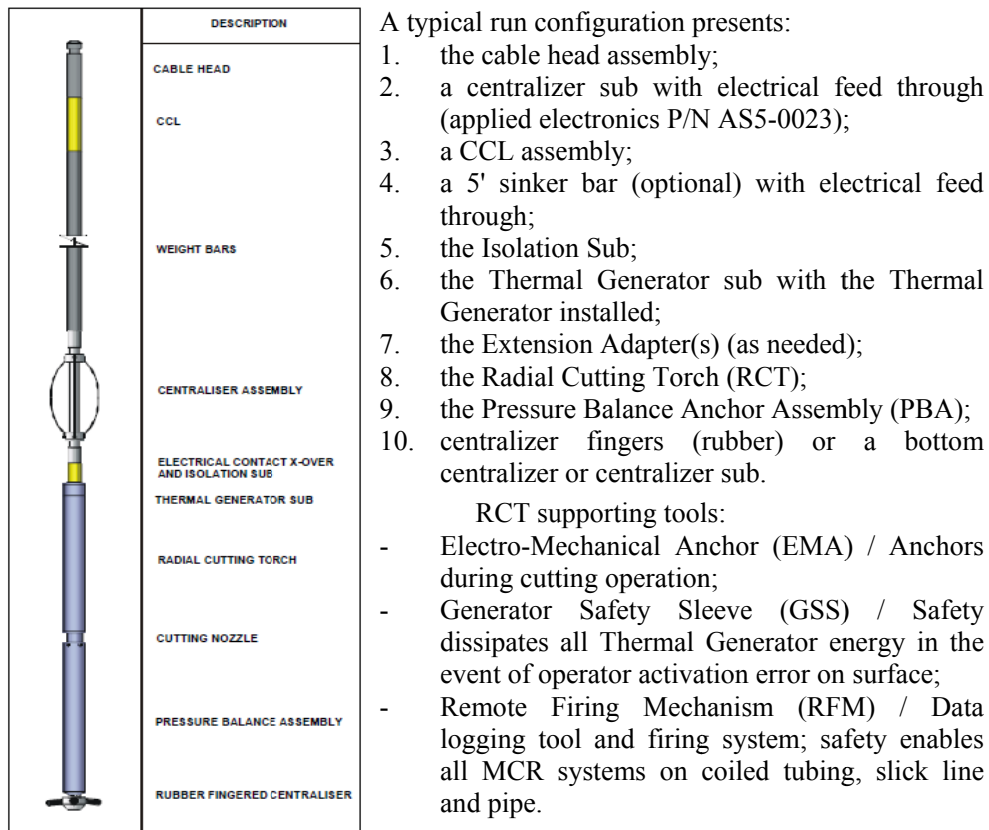 DESCRIPTION
CABLE HEAD
CCL
WEIGHT BARS
CENTRALISER ASSEMBLY
ELECTRICAL CONTACT X-OVER
AND ISOLATION SUB
THERMAL GENERATOR SUB
RADIAL CUTTING TORCH
CUTTING NOZZLE
PRESSURE BALANCE ASSEMBLY
RUBBER FINGERED CENTRALISER
A typical run configuration presents:
1. the cable head assembly;
2. a centralizer sub with electrical feed through
(applied electronics P/N AS5-0023);
3. a CCL assembly;
4. a 5' sinker bar (optional) with electrical feed
through;
5. the Isolation Sub;
6. the Thermal Generator sub with the Thermal
Generator installed;
7. the Extension Adapter(s) (as needed);
8. the Radial Cutting Torch (RCT);
9. the Pressure Balance Anchor Assembly (PBA);
10. centralizer fingers (rubber) or a bottom
centralizer or centralizer sub.
RCT supporting tools:
- Electro-Mechanical Anchor (EMA) / Anchors
during cutting operation;
- Generator Safety Sleeve (GSS) / Safety
dissipates all Thermal Generator energy in the
event of operator activation error on surface;
- Remote Firing Mechanism (RFM) / Data
logging tool and firing system; safety enables
all MCR systems on coiled tubing, slick line
and pipe.